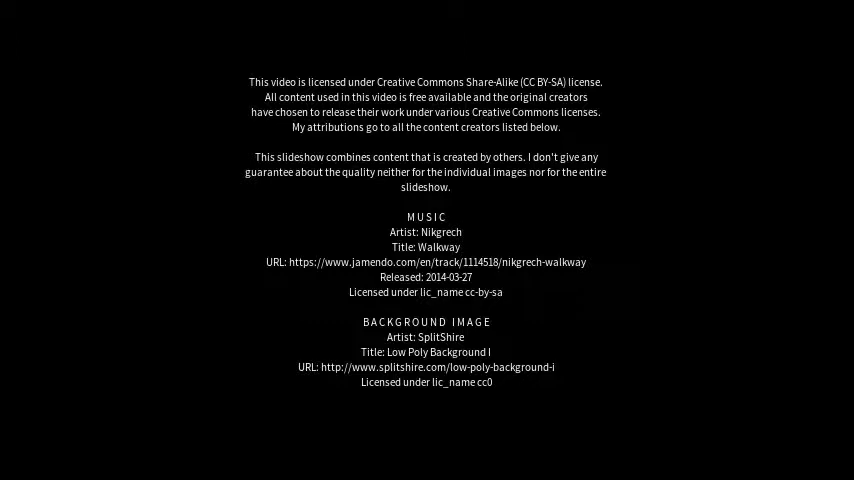 This video is licensed under Creative Commons Share-Alike (CC BY-SA) license.
All content used in this video is free available and the original creators
have chosen to release their work under various Creative Commons licenses.
My attributions go to all the content creators listed below.
This slideshow combines content that is created by others. I don't give any
guarantee about the quality neither for the individual images nor for the entire
slideshow.
MUSIC
Artist: Nikgrech
Title: Walkway
URL: https://www.jamendo.com/en/track/1114518/nikgrech-walkway
Released: 2014-03-27
Licensed under lic_name cc-by-sa
BACKGROUND IMAGE
Artist: SplitShire
Title: Low Poly Background I
URL: http://www.splitshire.com/low-poly-background-i
Licensed under lic_name cc0